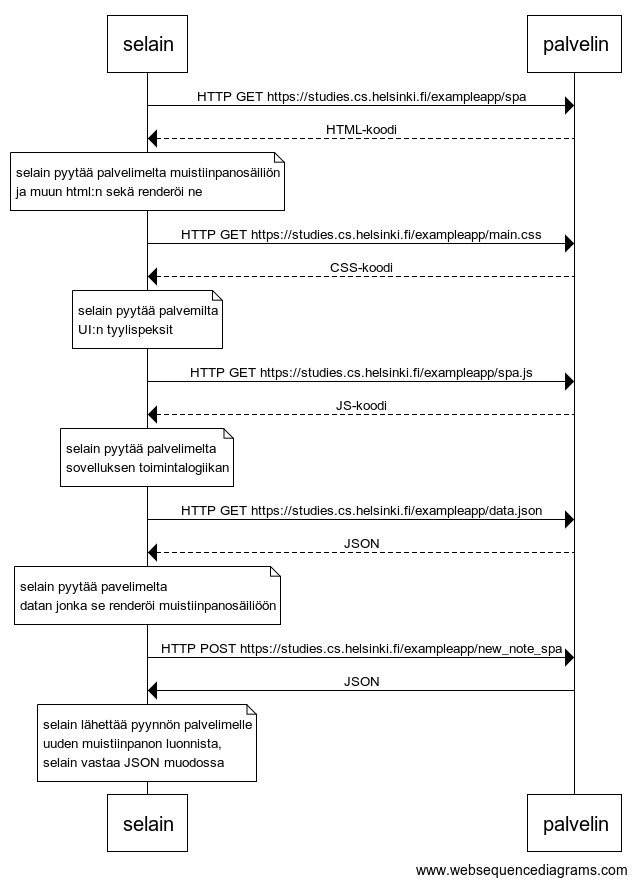 selain palvelin
HTTP GET https://studies.cs.helsinki.fi/exampleapp/spa
HTML-koodi
selain pyytää palvelimelta muistiinpanosäiliön
ja muun html:n sekä renderöi ne
HTTP GET https://studies.cs.helsinki.fi/exampleapp/main.css
CSS-koodi
selain pyytää palvemilta
UI:n tyylispeksit
HTTP GET https://studies.cs.helsinki.fi/exampleapp/spa.js
JS-koodi
selain pyytää palvelimelta
sovelluksen toimintalogiikan
HTTP GET https://studies.cs.helsinki.fi/exampleapp/data.json
JSON
selain pyytää pavelimelta
datan jonka se renderöi muistiinpanosäiliöön
HTTP POST https://studies.cs.helsinki.fi/exampleapp/new_note_spa
JSON
selain lähettää pyynnön palvelimelle
uuden muistiinpanon luonnista,
selain vastaa JSON muodossa
selain palvelin
www.websequencediagrams.com